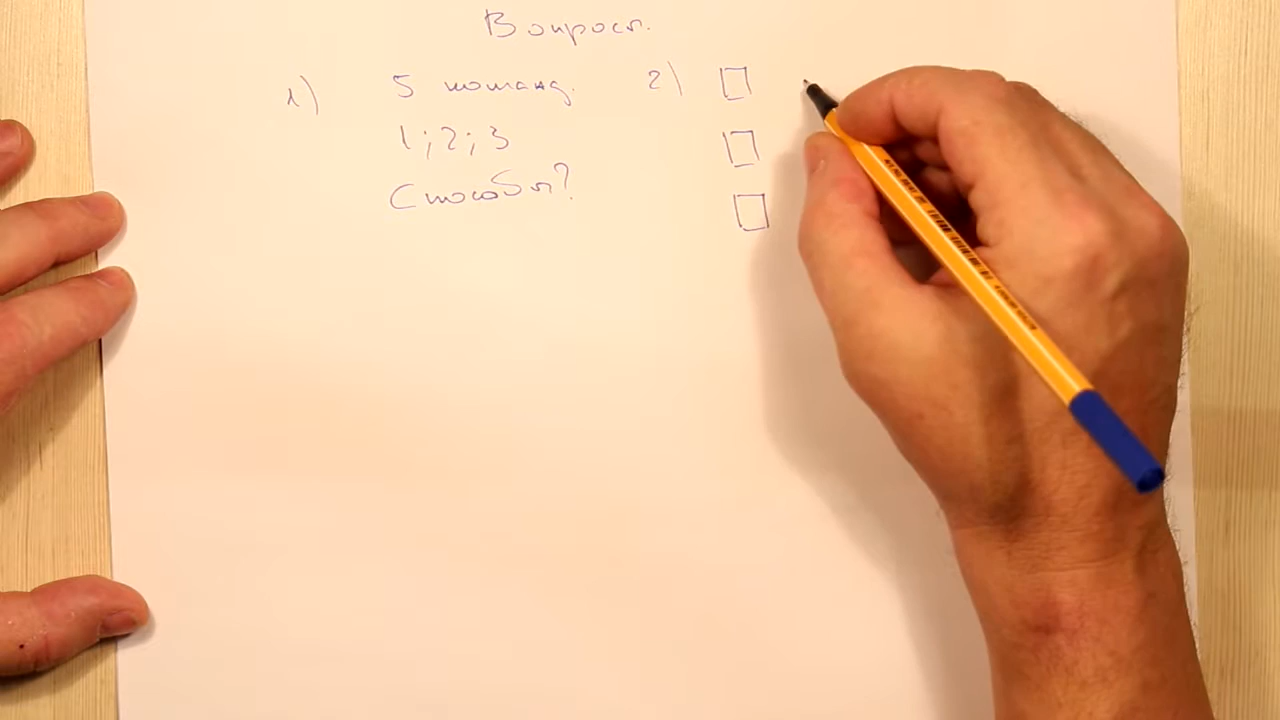 Вопросы.
1) 5 команд.
1; 2; 3
Способы?
2)